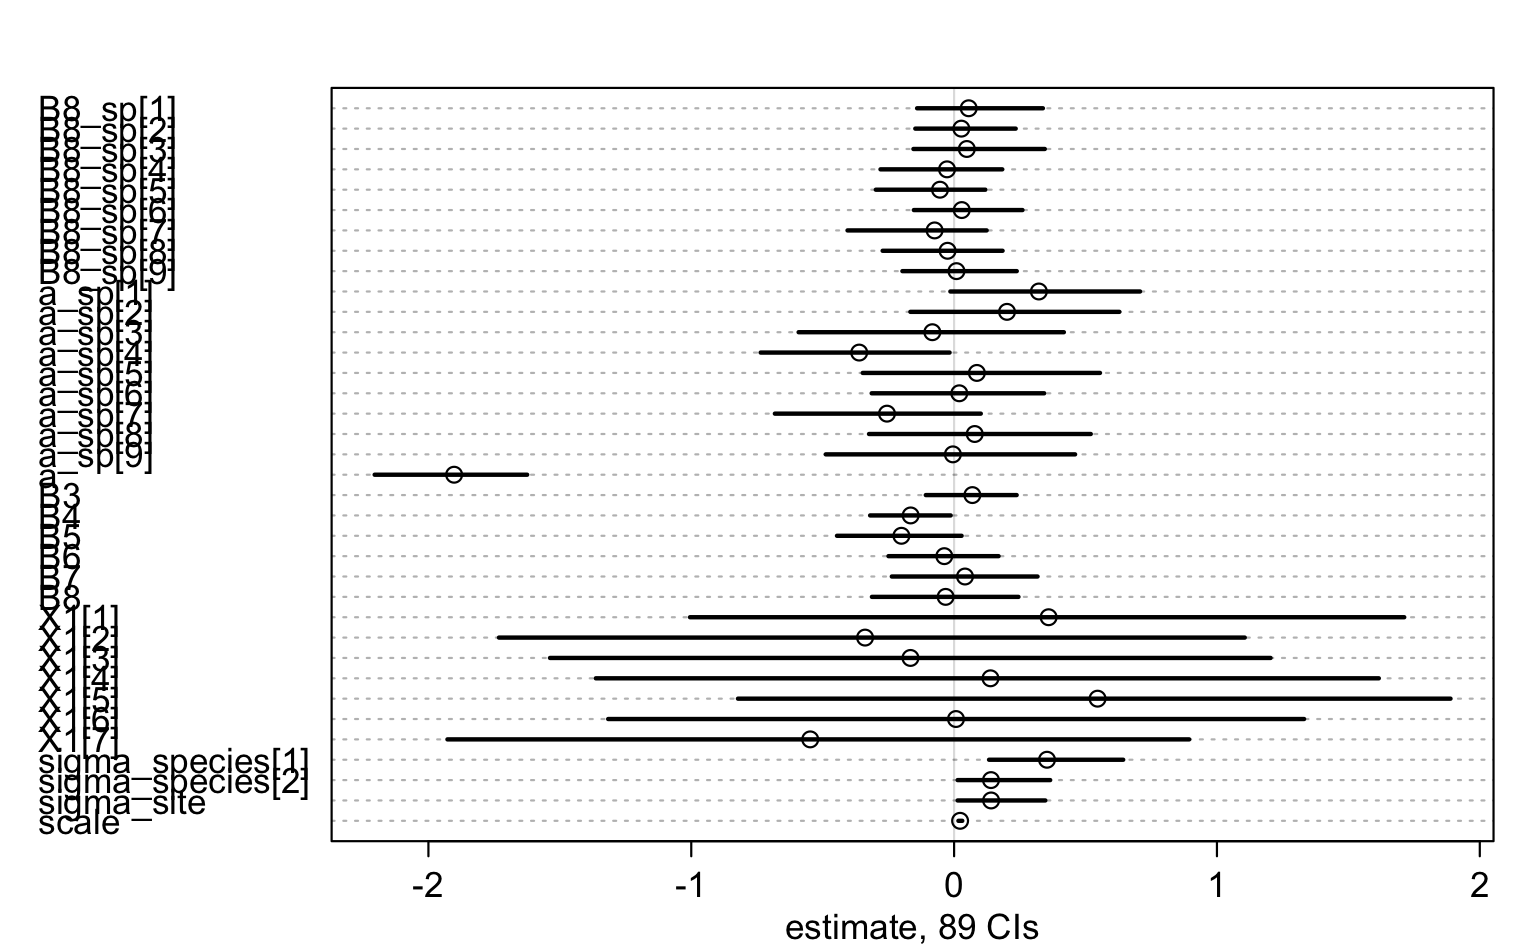 B8_sp[1]
B8_sp[2]
B8_sp[3]
B8_sp[4]
B8_sp[5]
B8_sp[6]
B8_sp[7]
B8_sp[8]
B8_sp[9]
a_sp[1]
a_sp[2]
a_sp[3]
a_sp[4]
a_sp[5]
a_sp[6]
a_sp[7]
a_sp[8]
a_sp[9]
a
B3
B4
B5
B6
B7
B8
X1[1]
X1[2]
X1[3]
X1[4]
X1[5]
X1[6]
X1[7]
sigma_species[1]
sigma_species[2]
sigma_site
scale
-2 -1 0 1 2
estimate, 89 CIs